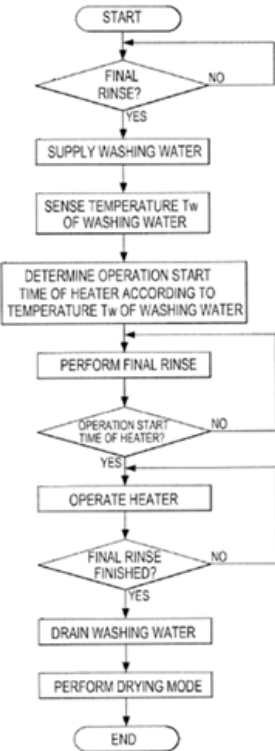 START
FINAL
RINSE?
NO
YES
SUPPLY WASHING WATER
SENSE TEMPERATURE Tw
OF WASHING WATER
DETERMINE OPERATION START
TIME OF HEATER ACCORDING TO
TEMPERATURE Tw OF WASHING WATER
PERFORM FINAL RINSE
OPERATION START
TIME OF HEATER?
NO
YES
OPERATE HEATER
FINAL RINSE
FINISHED?
NO
YES
DRAIN WASHING WATER
PERFORM DRYING MODE
END